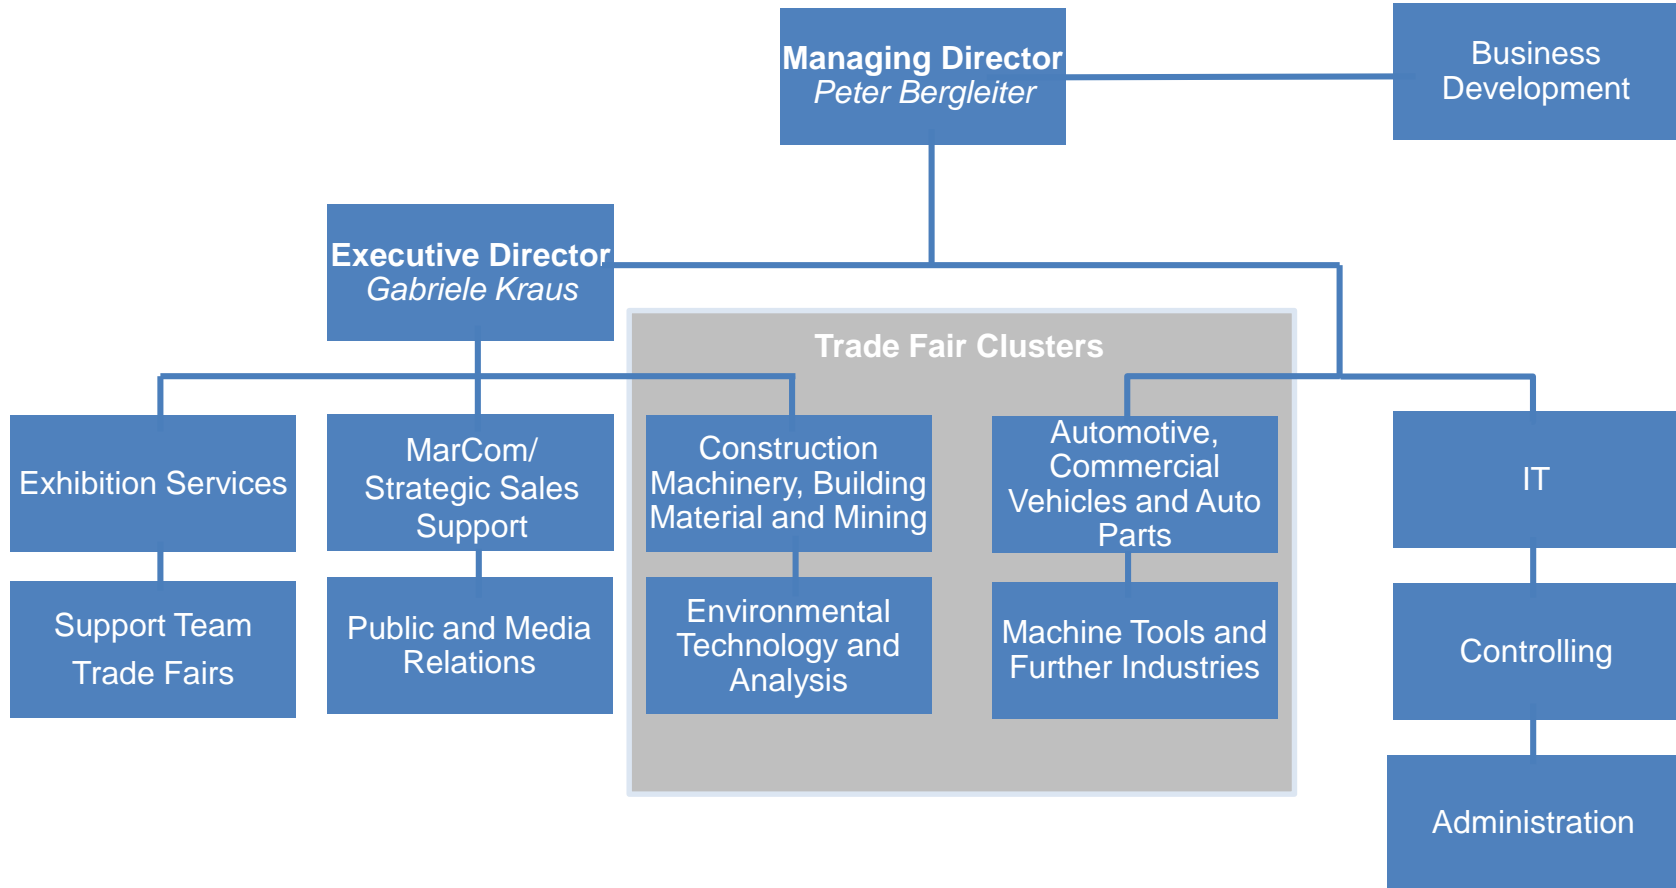 Managing Director
Peter Bergleiter
Business
Development
Executive Director
Gabriele Kraus
Trade Fair Clusters
Exhibition Services
MarCom/
Strategic Sales
Support
Construction
Machinery, Building
Material and Mining
Automotive,
Commercial
Vehicles and Auto
Parts
IT
Support Team
Trade Fairs
Public and Media
Relations
Environmental
Technology and
Analysis
Machine Tools and
Further Industries
Controlling
Administration